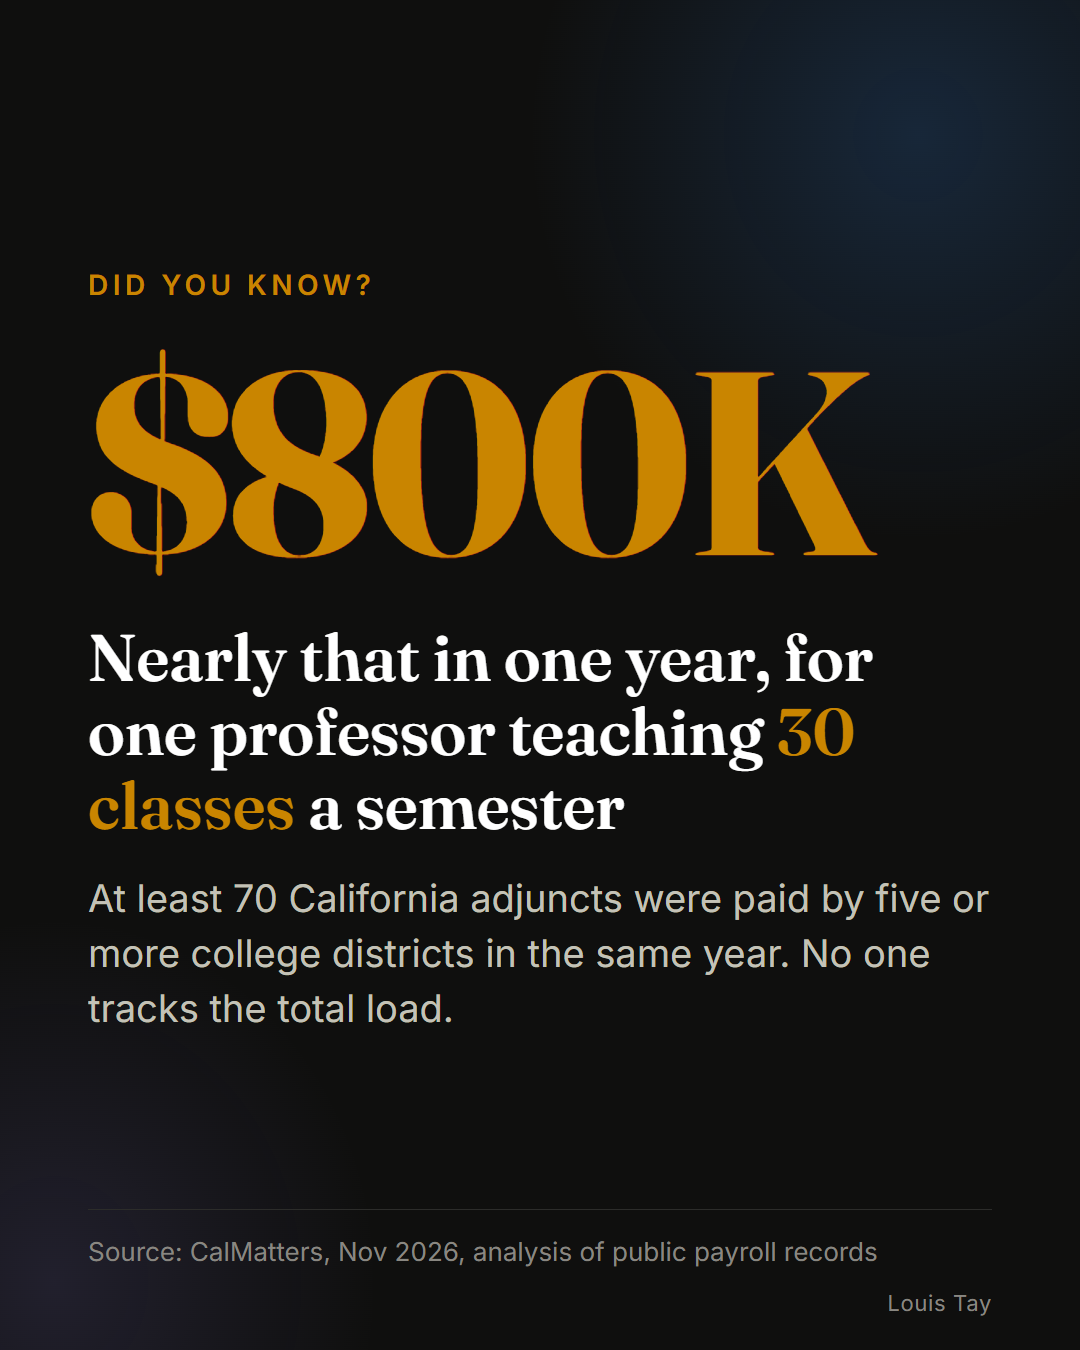 DID YOU KNOW?
$800K
Nearly that in one year, for
one professor teaching 30
classes a semester
At least 70 California adjuncts were paid by five or
more college districts in the same year. No one
tracks the total load.
Source: CalMatters, Nov 2026, analysis of public payroll records
Louis Tay